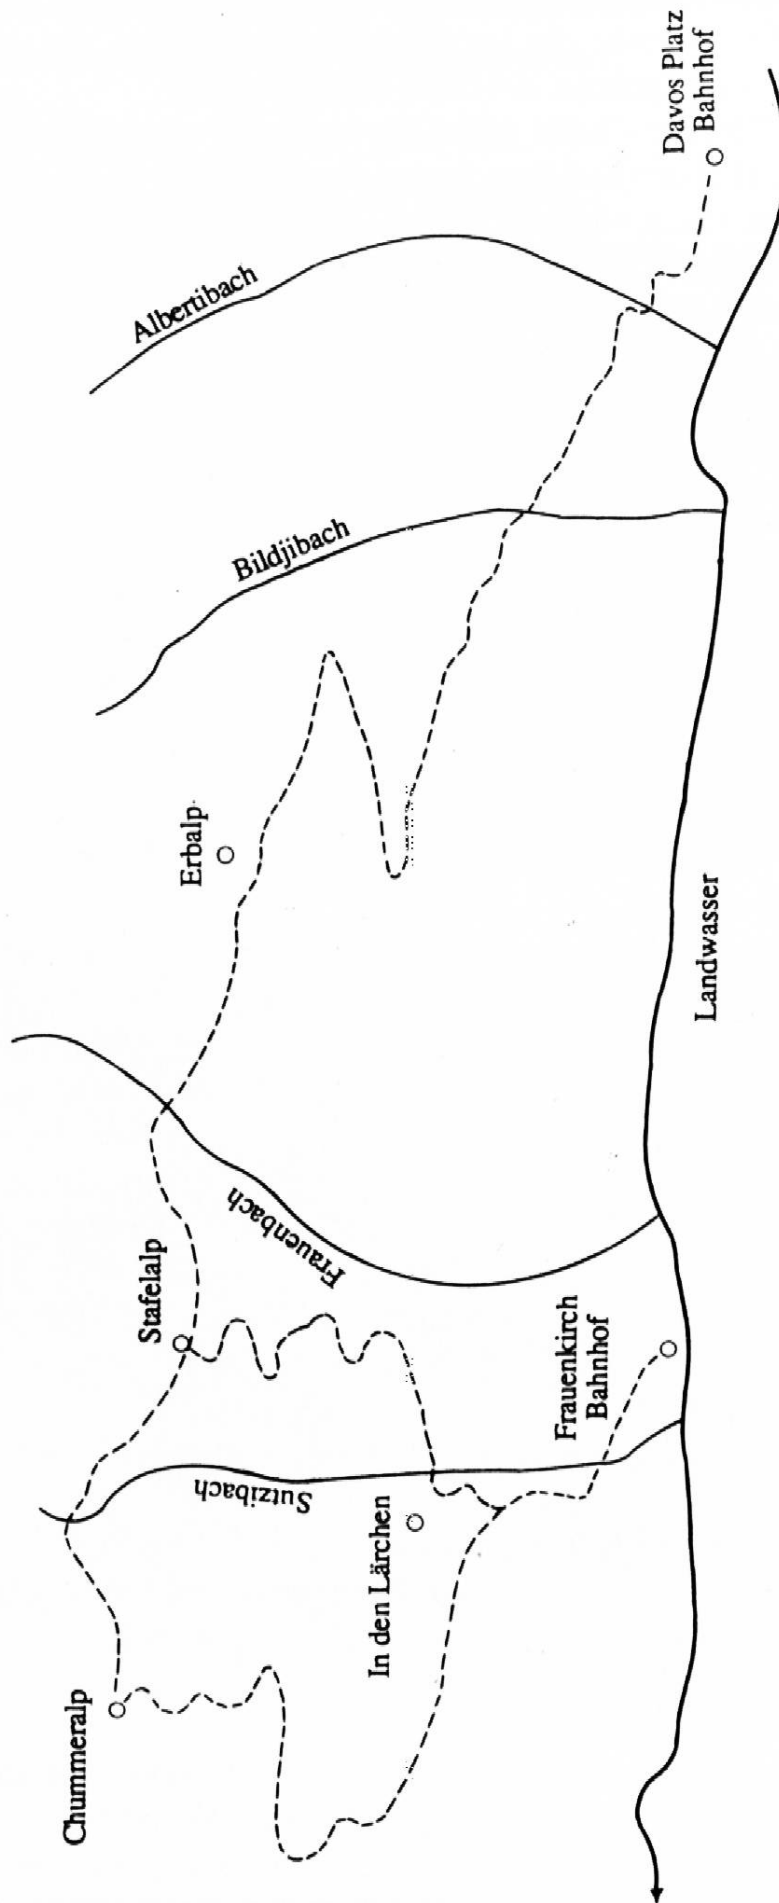 Davos Platz
Bahnhof
Albertibach
Bildjibach
Erbalp
Landwasser
Frauenbach
Stafelalp
Frauenkirch
Bahnhof
Sutzibach
In den Lärchen
Chummeralp